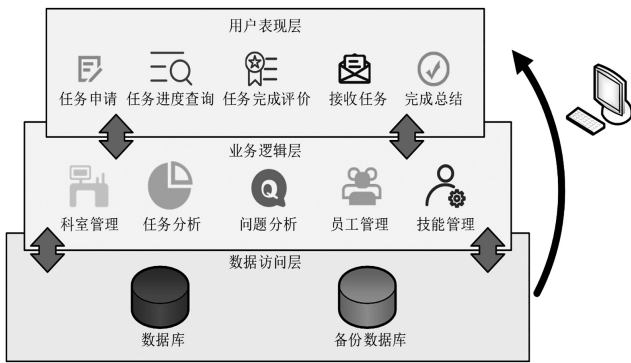 用户表现层
任务申请 任务进度查询 任务完成评价 接收任务 完成总结
业务逻辑层
Q
科室管理 任务分析 问题分析 员工管理 技能管理
数据访问层
数据库 备份数据库